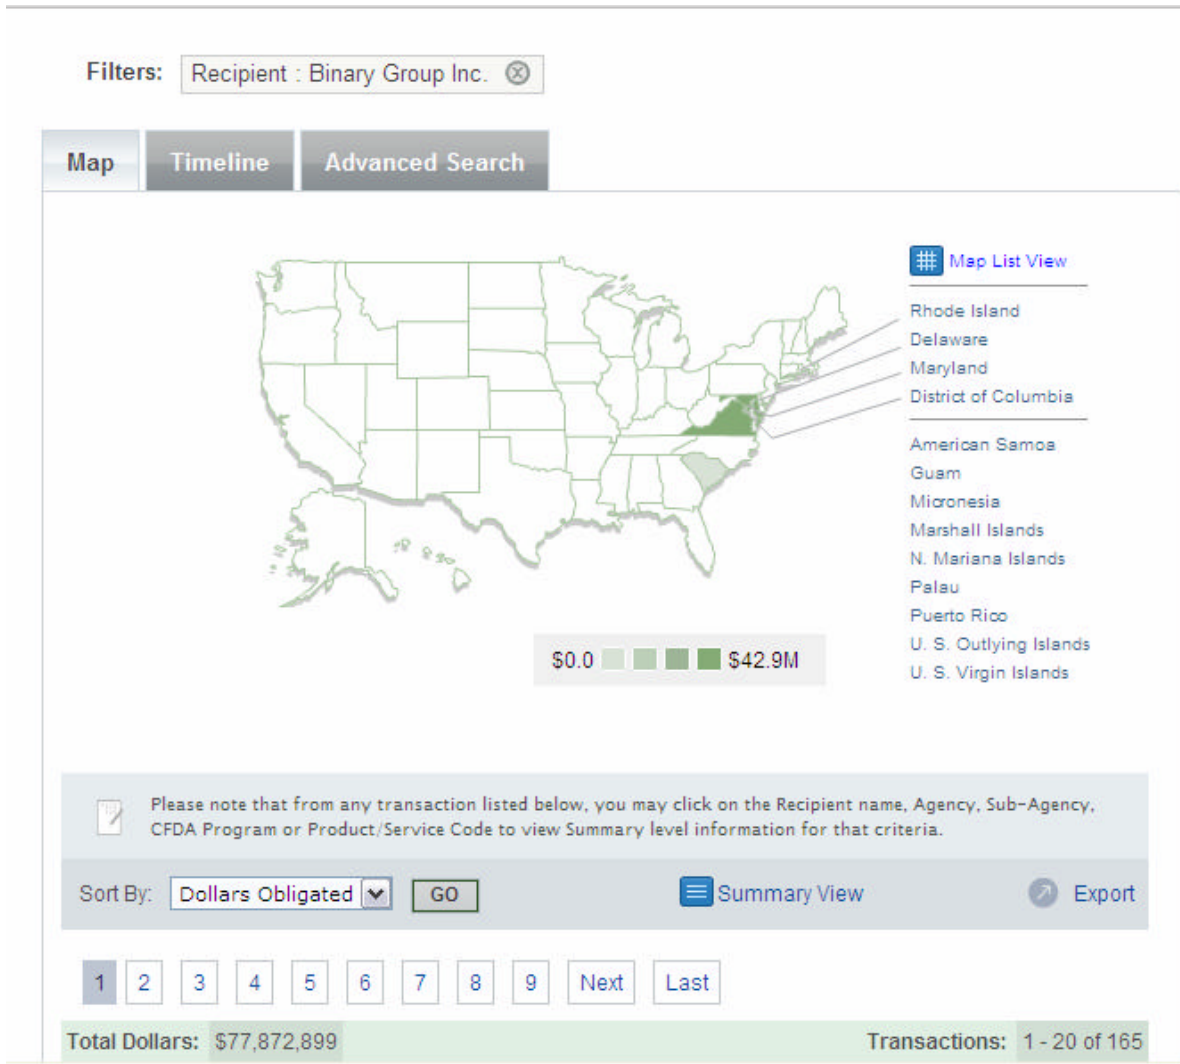 Filters: Recipient : Binary Group Inc.
Map Timeline Advanced Search
Map List View
Rhode Island
Delaware
Maryland
District of Columbia
American Samoa
Guam
Micronesia
Marshall Islands
N. Mariana Islands
Palau
Puerto Rico
U. S. Outlying Islands
U. S. Virgin Islands
$0.0 $42.9M
Please note that from any transaction listed below, you may click on the Recipient name, Agency, Sub-Agency,
CFDA Program or Product/Service Code to view Summary level information for that criteria.
Sort By: Dollars Obligated GO Summary View Export
1 2 3 4 5 6 7 8 9 Next Last
Total Dollars: $77,872,899 Transactions: 1 - 20 of 165